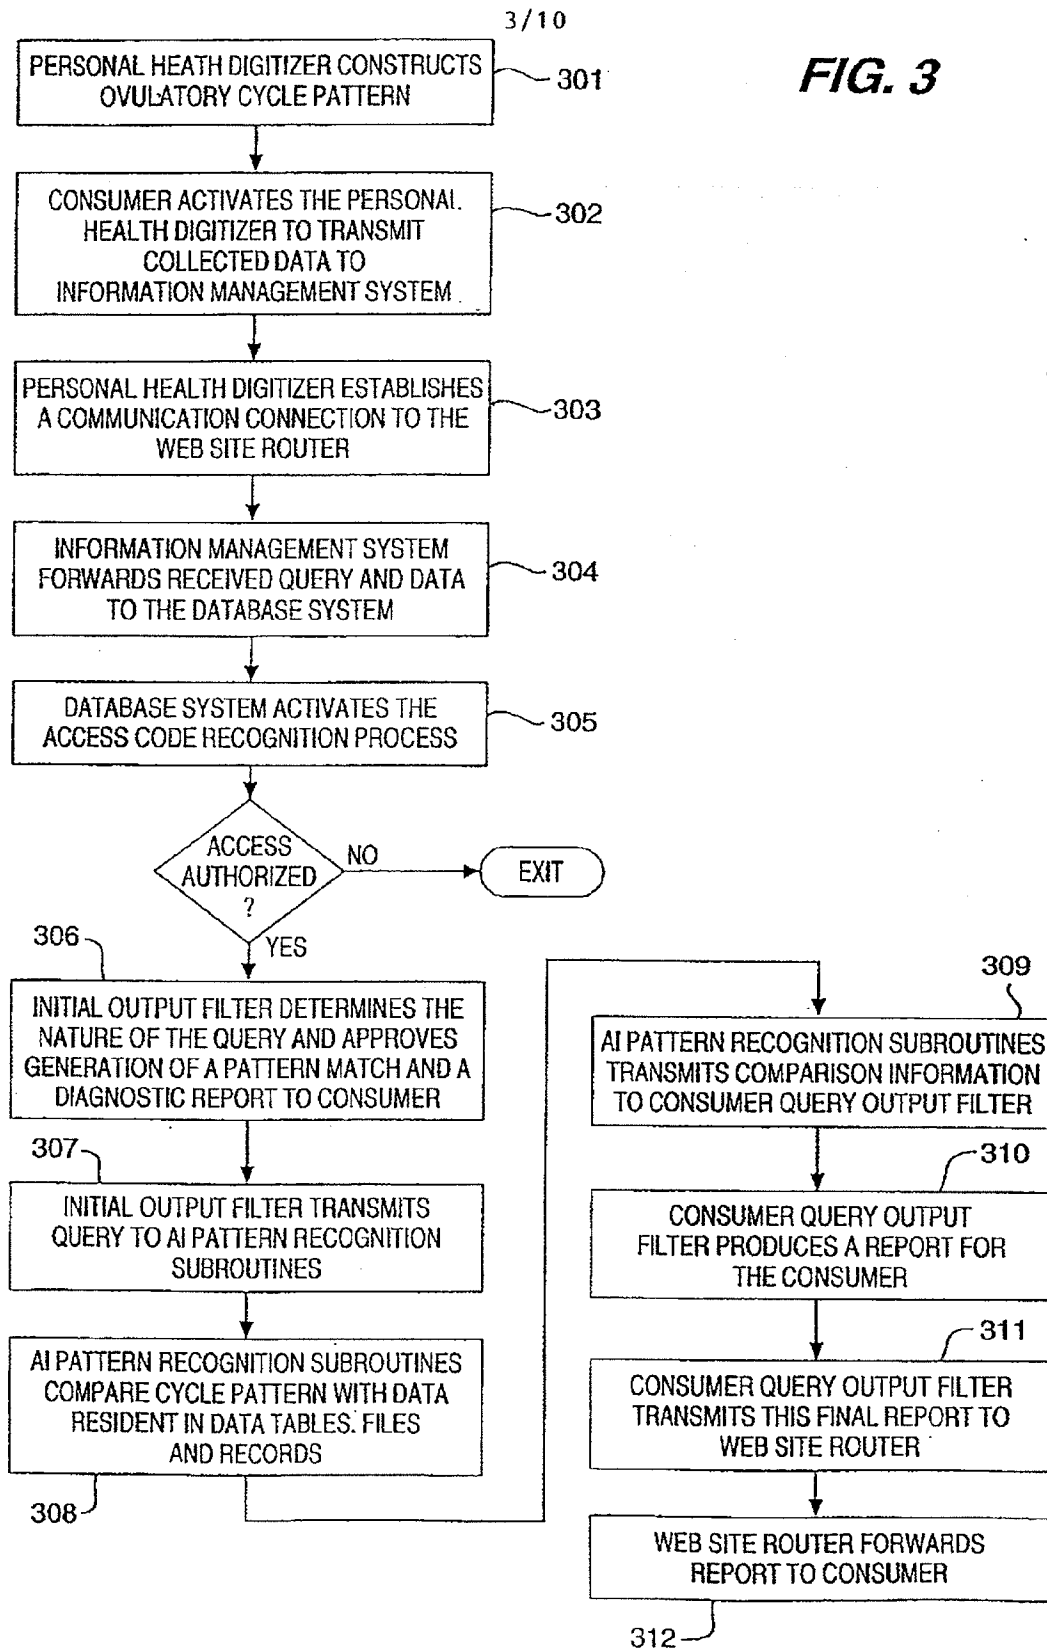 3/10
FIG. 3
PERSONAL HEATH DIGITIZER CONSTRUCTS
OVULATORY CYCLE PATTERN
301
CONSUMER ACTIVATES THE PERSONAL
HEALTH DIGITIZER TO TRANSMIT
COLLECTED DATA TO
INFORMATION MANAGEMENT SYSTEM
302
PERSONAL HEALTH DIGITIZER ESTABLISHES
A COMMUNICATION CONNECTION TO THE
WEB SITE ROUTER
303
INFORMATION MANAGEMENT SYSTEM
FORWARDS RECEIVED QUERY AND DATA
TO THE DATABASE SYSTEM
304
DATABASE SYSTEM ACTIVATES THE
ACCESS CODE RECOGNITION PROCESS
305
ACCESS
AUTHORIZED
?
NO
EXIT
YES
306
INITIAL OUTPUT FILTER DETERMINES THE
NATURE OF THE QUERY AND APPROVES
GENERATION OF A PATTERN MATCH AND A
DIAGNOSTIC REPORT TO CONSUMER
307
INITIAL OUTPUT FILTER TRANSMITS
QUERY TO AI PATTERN RECOGNITION
SUBROUTINES
AI PATTERN RECOGNITION SUBROUTINES
COMPARE CYCLE PATTERN WITH DATA
RESIDENT IN DATA TABLES. FILES
AND RECORDS
308
309
AI PATTERN RECOGNITION SUBROUTINES
TRANSMITS COMPARISON INFORMATION
TO CONSUMER QUERY OUTPUT FILTER
310
CONSUMER QUERY OUTPUT
FILTER PRODUCES A REPORT FOR
THE CONSUMER
311
CONSUMER QUERY OUTPUT FILTER
TRANSMITS THIS FINAL REPORT TO
WEB SITE ROUTER
WEB SITE ROUTER FORWARDS
REPORT TO CONSUMER
312